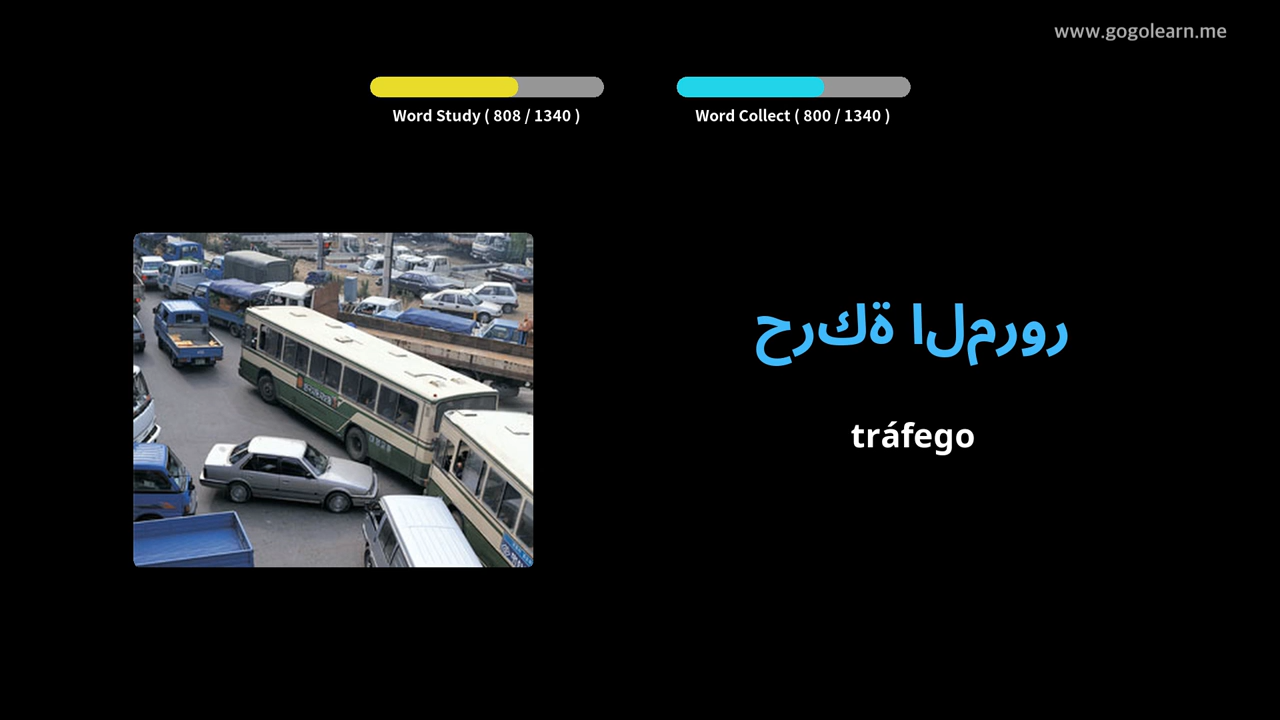 www.gogolearn.me
Word Study ( 808 / 1340 )
Word Collect ( 800 / 1340 )
حركة المرور
tráfego